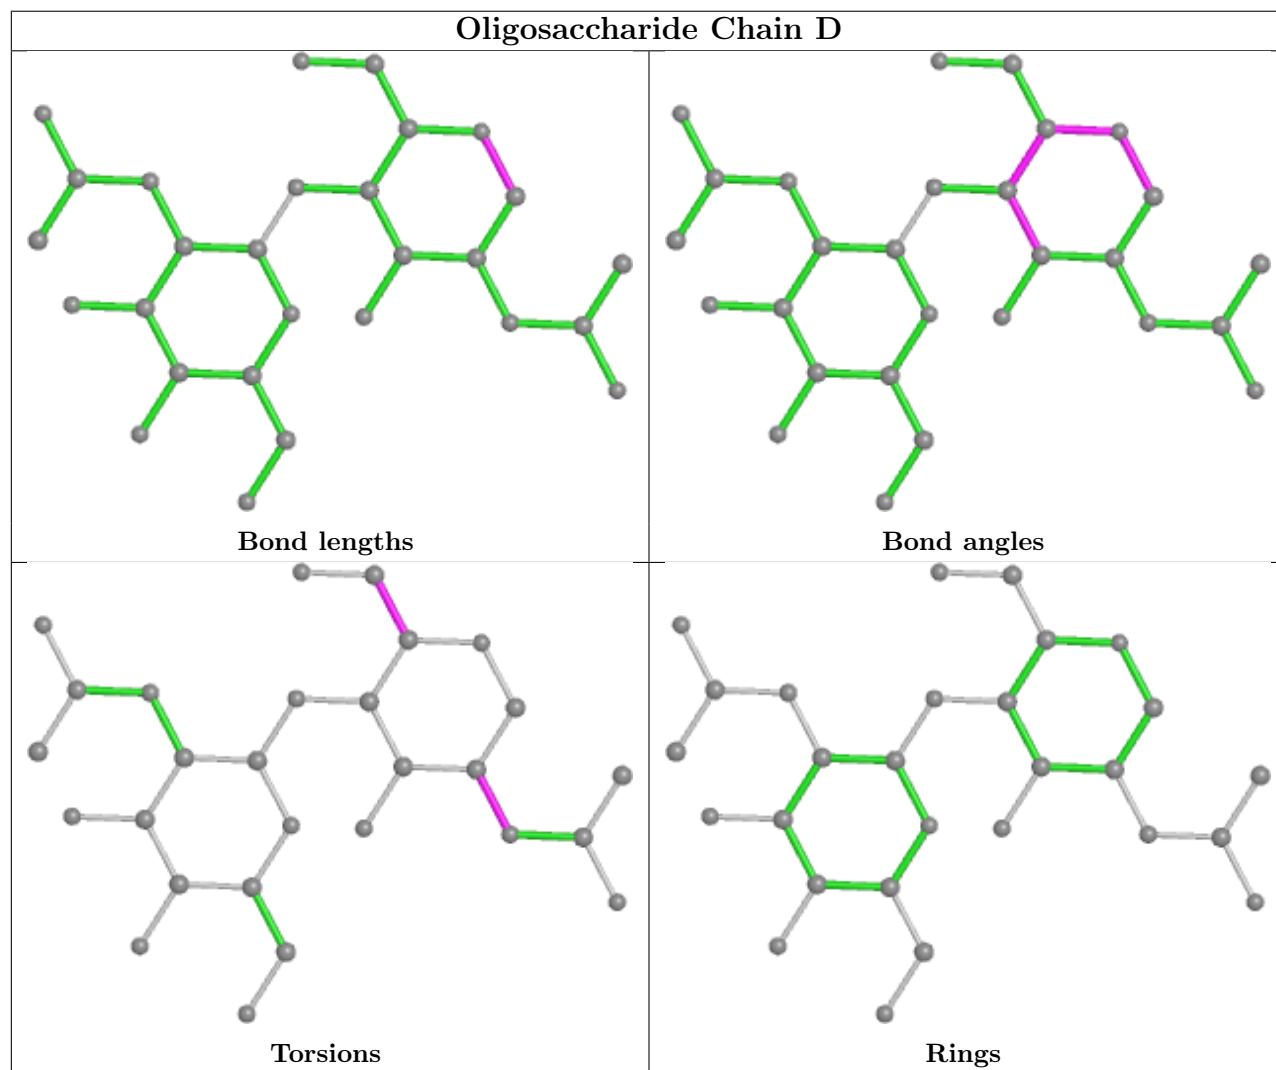 Oligosaccharide Chain D
Bond lengths
Bond angles
Torsions
Rings